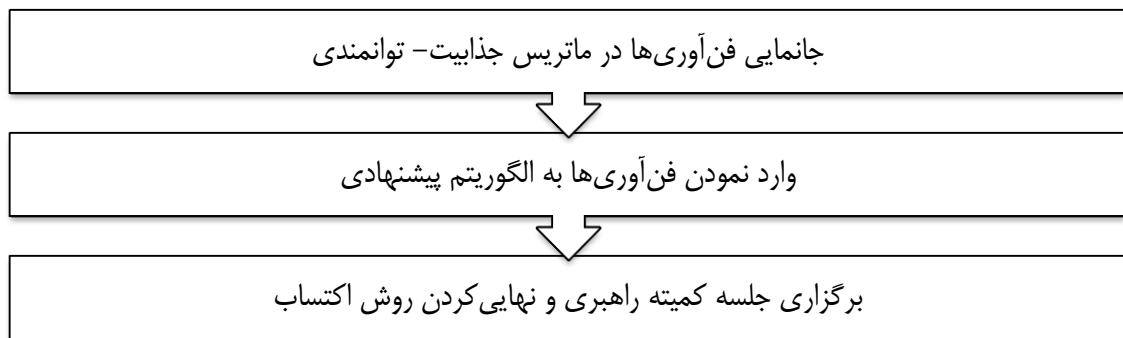 جانمایی فن‌آوری‌ها در ماتریس جذابیت- توانمندی
وارد نمودن فن‌آوری‌ها به الگوریتم پیشنهادی
برگزاری جلسه کمیته راهبری و نهایی‌کردن روش اکتساب